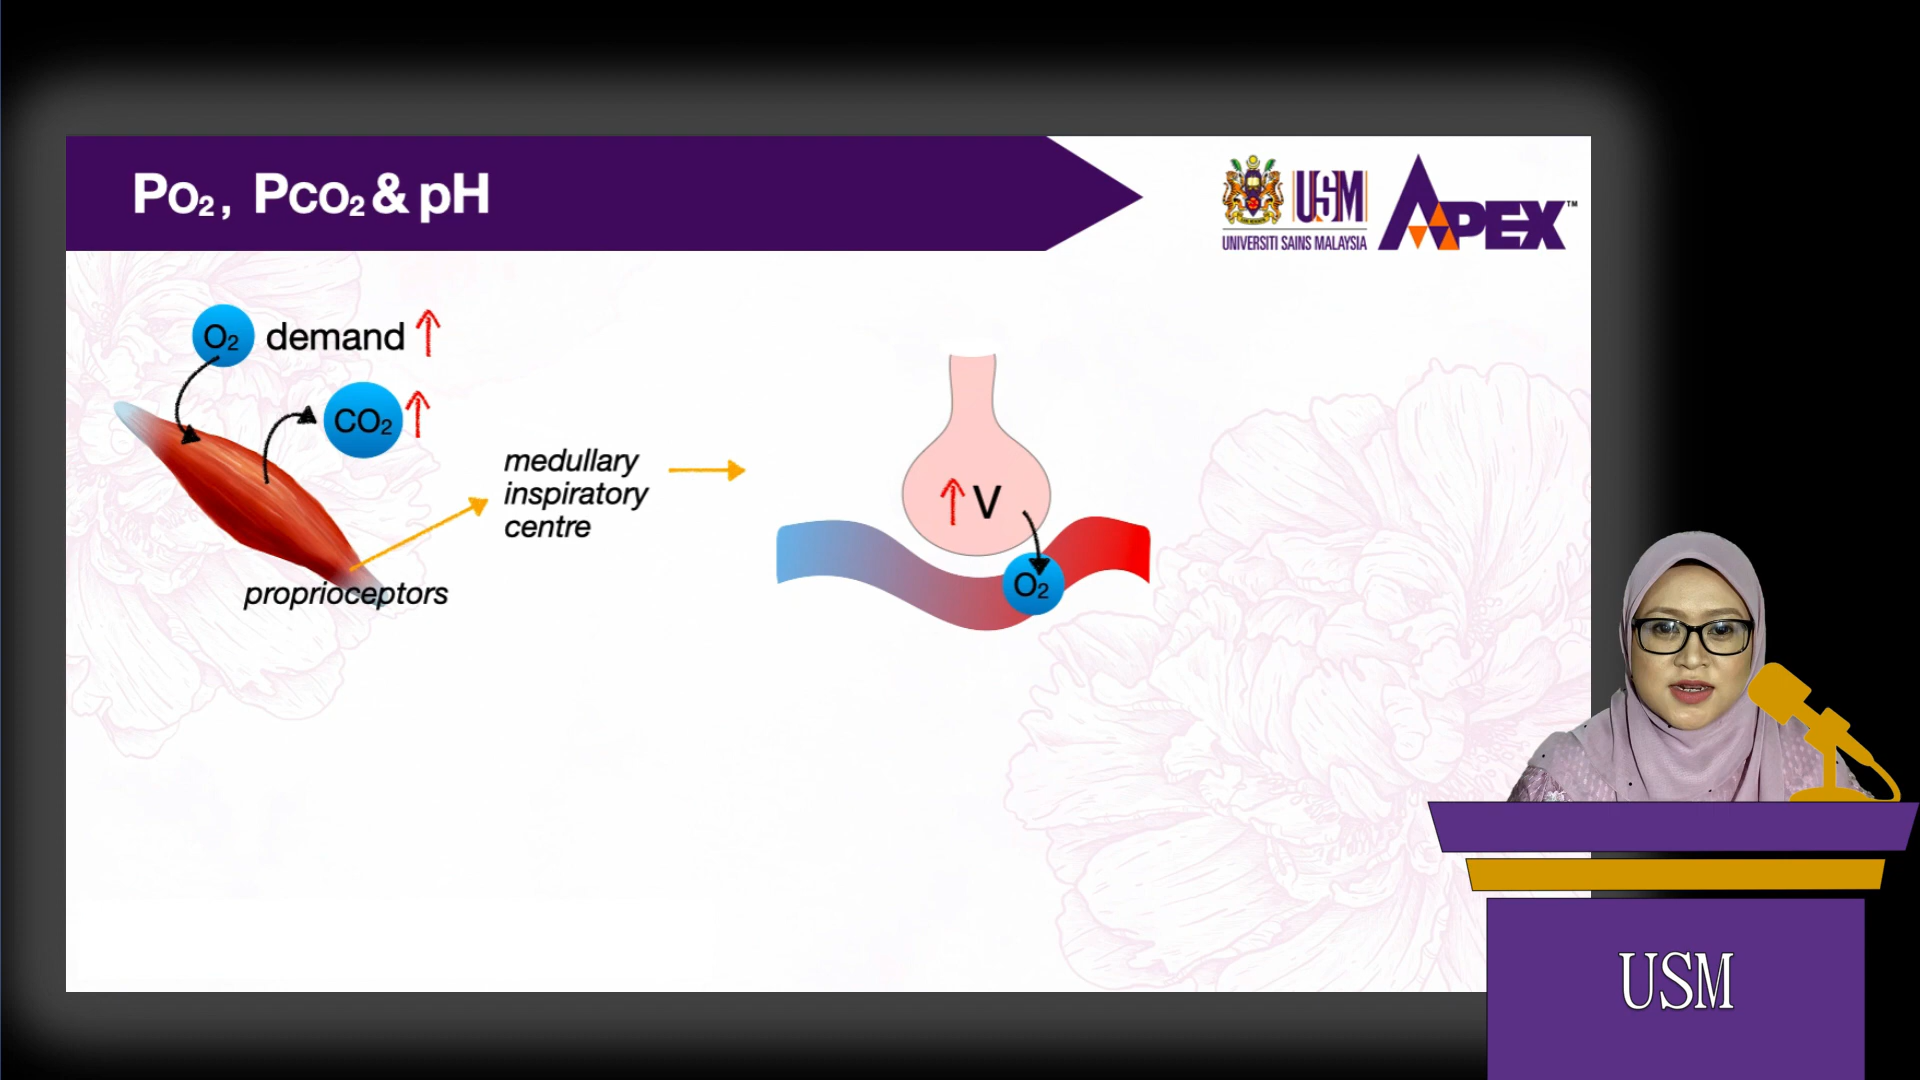 PO₂, PCO₂ & pH
USM
UNIVERSITI SAINS MALAYSIA
APEX™
O₂ demand ↑
CO₂ ↑
medullary
inspiratory
centre
proprioceptors
↑ V
O₂
USM